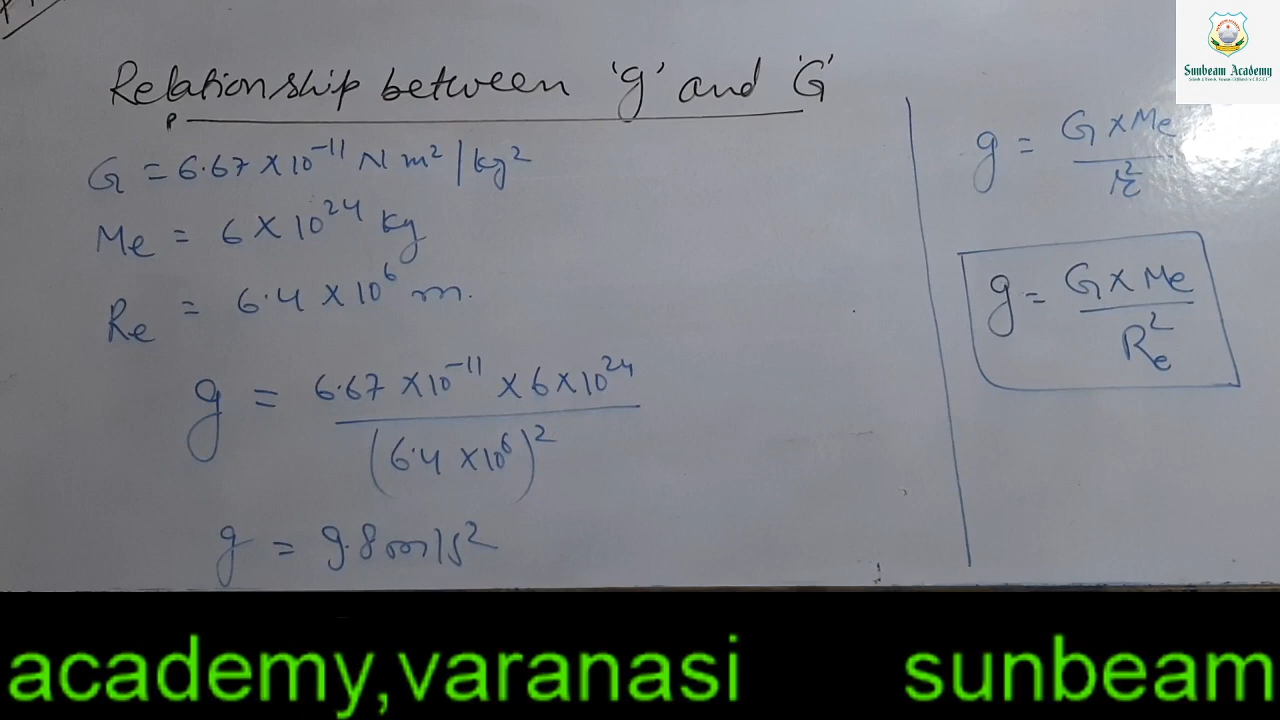 Relationship between 'g' and 'G'
G = 6.67 × 10⁻¹¹ N m² / kg²
Me = 6 × 10²⁴ kg
Re = 6.4 × 10⁶ m.
g = 6.67 × 10⁻¹¹ × 6 × 10²⁴ / (6.4 × 10⁶)²
g = 9.8 m/s²
g = G × Me / r²
g = G × Me / Re²
Sunbeam Academy
academy,varanasi sunbeam